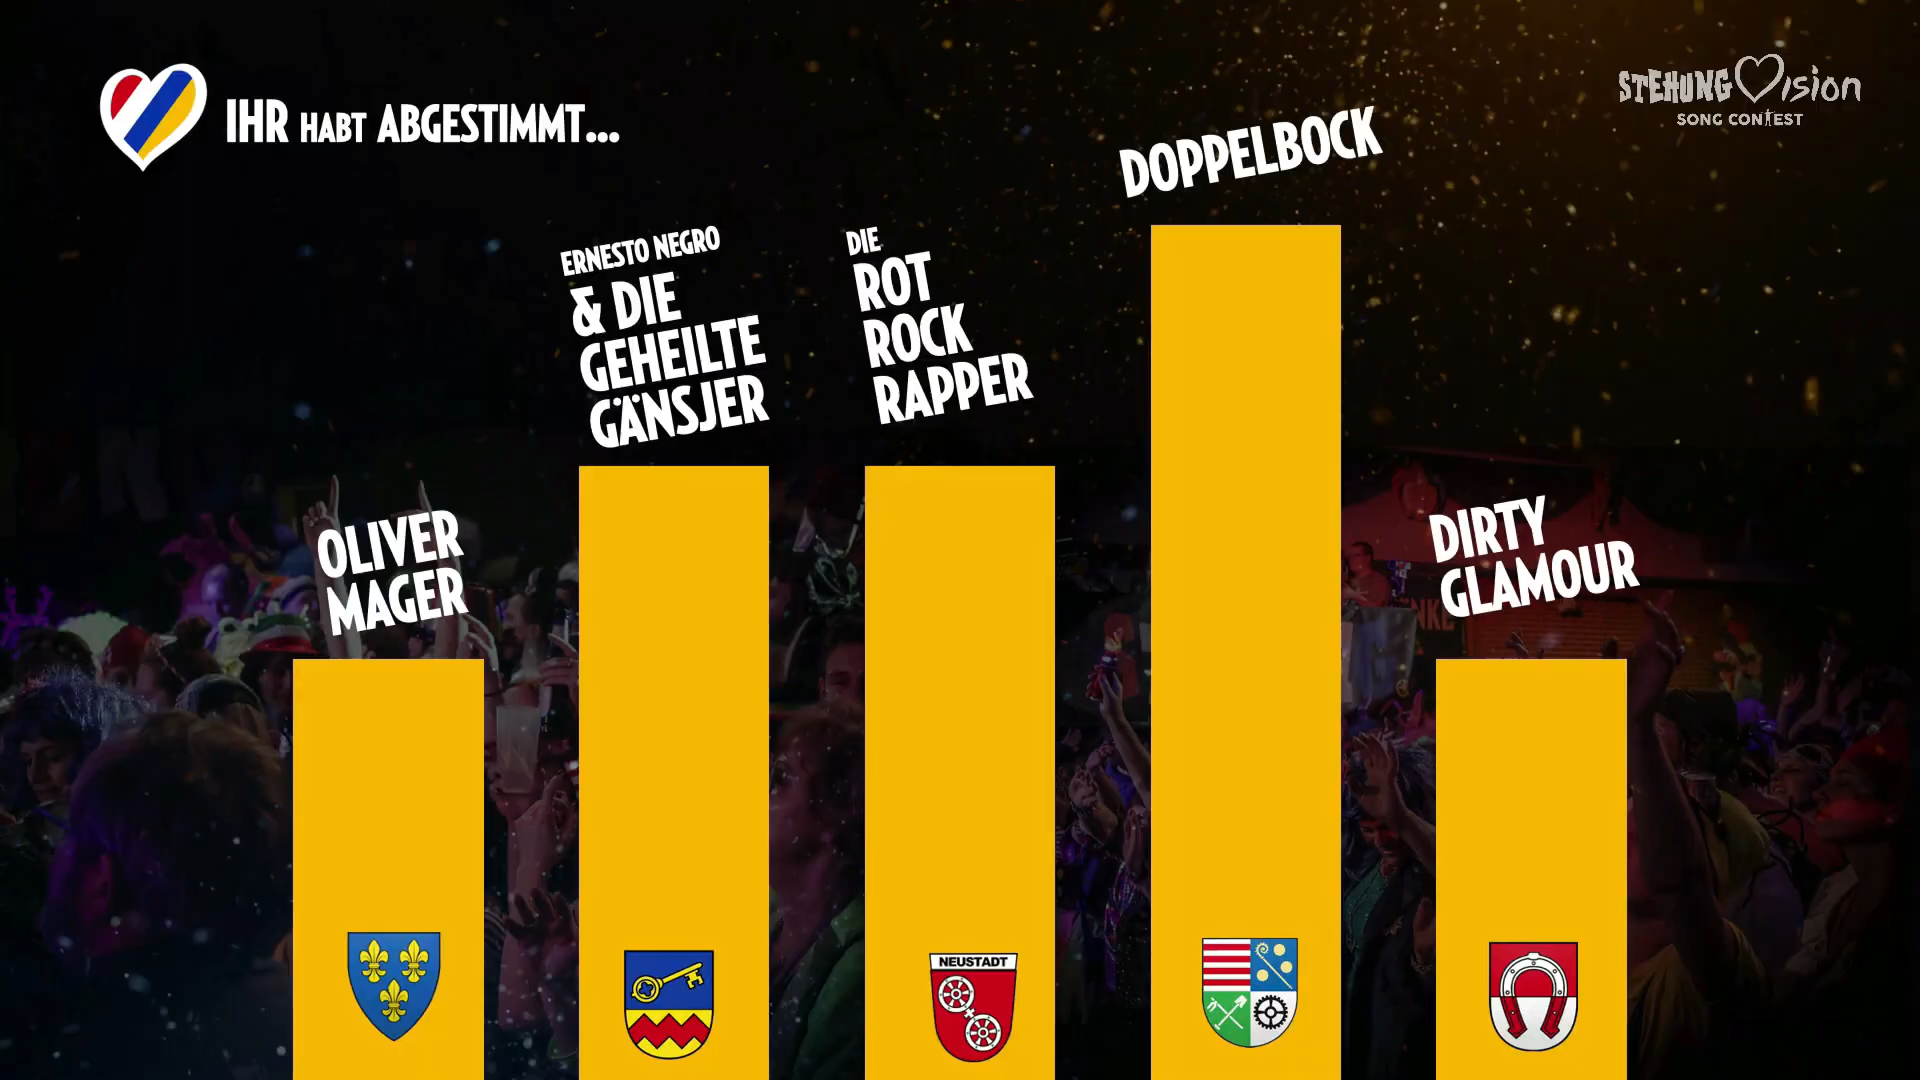 IHR HABT ABGESTIMMT...
STEHUNGVision
SONG CONTEST
OLIVER
MAGER
ERNESTO NEGRO
& DIE
GEHEILTE
GÄNSJER
DIE
ROT
ROCK
RAPPER
DOPPELBOCK
DIRTY
GLAMOUR
NEUSTADT